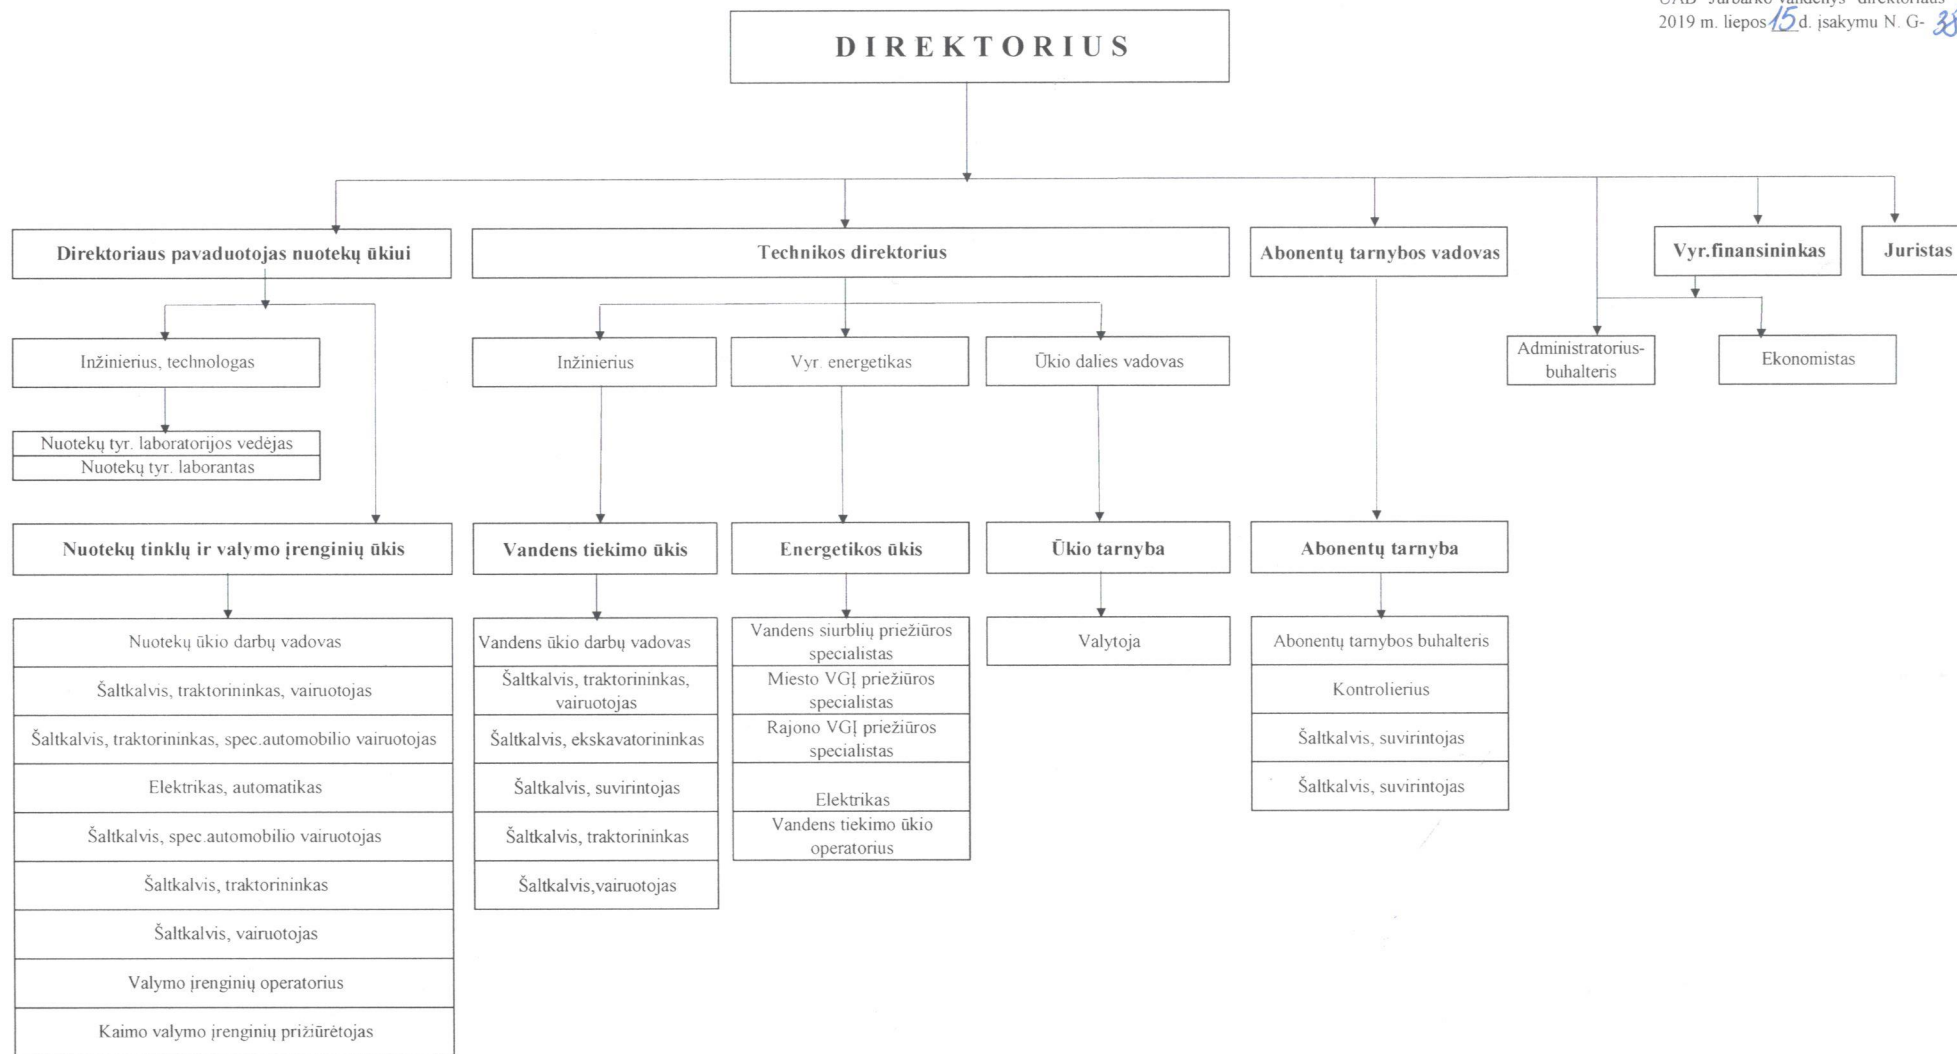 UAB "Jurbarko vandenys" direktoriaus
2019 m. liepos 15 d. įsakymu N. G- 38
DIREKTORIUS
Direktoriaus pavaduotojas nuotekų ūkiui
Technikos direktorius
Abonentų tarnybos vadovas
Vyr.finansininkas
Juristas
Inžinierius, technologas
Inžinierius
Vyr. energetikas
Ūkio dalies vadovas
Administratorius-
buhalteris
Ekonomistas
Nuotekų tyr. laboratorijos vedėjas
Nuotekų tyr. laborantas
Nuotekų tinklų ir valymo įrenginių ūkis
Vandens tiekimo ūkis
Energetikos ūkis
Ūkio tarnyba
Abonentų tarnyba
Nuotekų ūkio darbų vadovas
Šaltkalvis, traktorininkas, vairuotojas
Šaltkalvis, traktorininkas, spec.automobilio vairuotojas
Elektrikas, automatikas
Šaltkalvis, spec.automobilio vairuotojas
Šaltkalvis, traktorininkas
Šaltkalvis, vairuotojas
Valymo įrenginių operatorius
Kaimo valymo įrenginių prižiūrėtojas
Vandens ūkio darbų vadovas
Šaltkalvis, traktorininkas,
vairuotojas
Šaltkalvis, ekskavatorininkas
Šaltkalvis, suvirintojas
Šaltkalvis, traktorininkas
Šaltkalvis,vairuotojas
Vandens siurblių priežiūros
specialistas
Miesto VGĮ priežiūros
specialistas
Rajono VGĮ priežiūros
specialistas
Elektrikas
Vandens tiekimo ūkio
operatorius
Valytoja
Abonentų tarnybos buhalteris
Kontrolierius
Šaltkalvis, suvirintojas
Šaltkalvis, suvirintojas